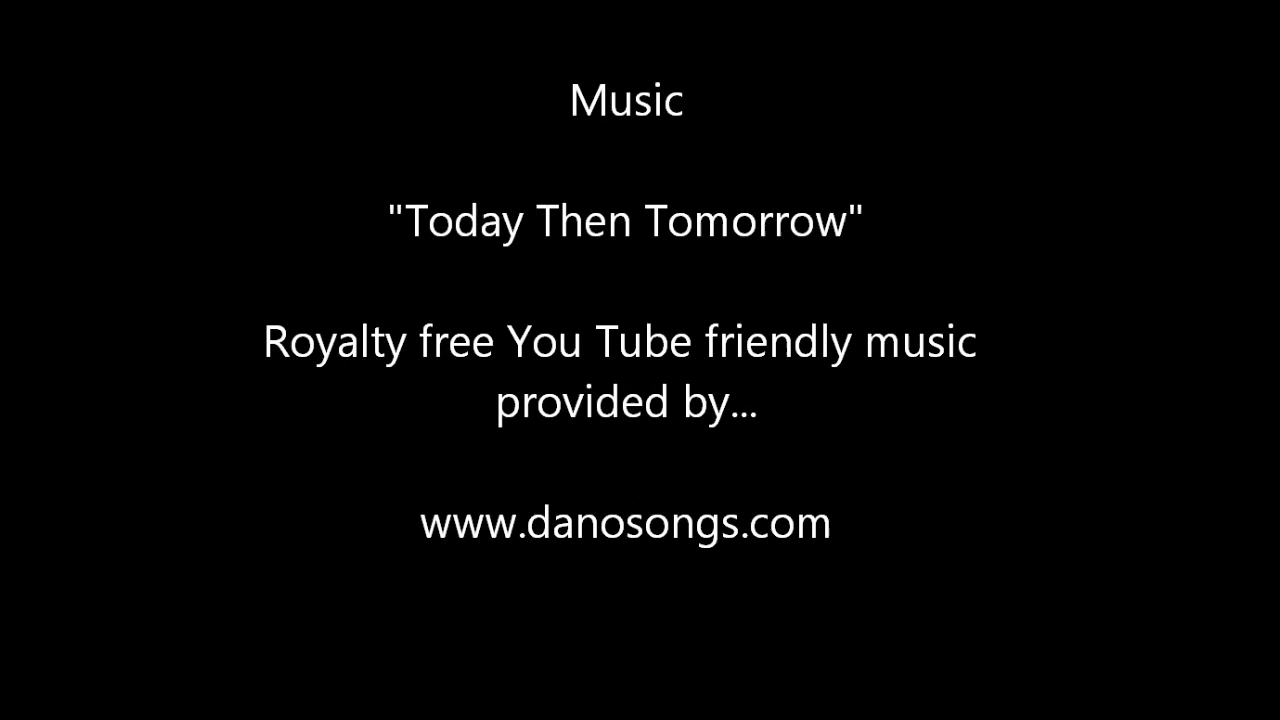 Music
"Today Then Tomorrow"
Royalty free You Tube friendly music
provided by...
www.danosongs.com